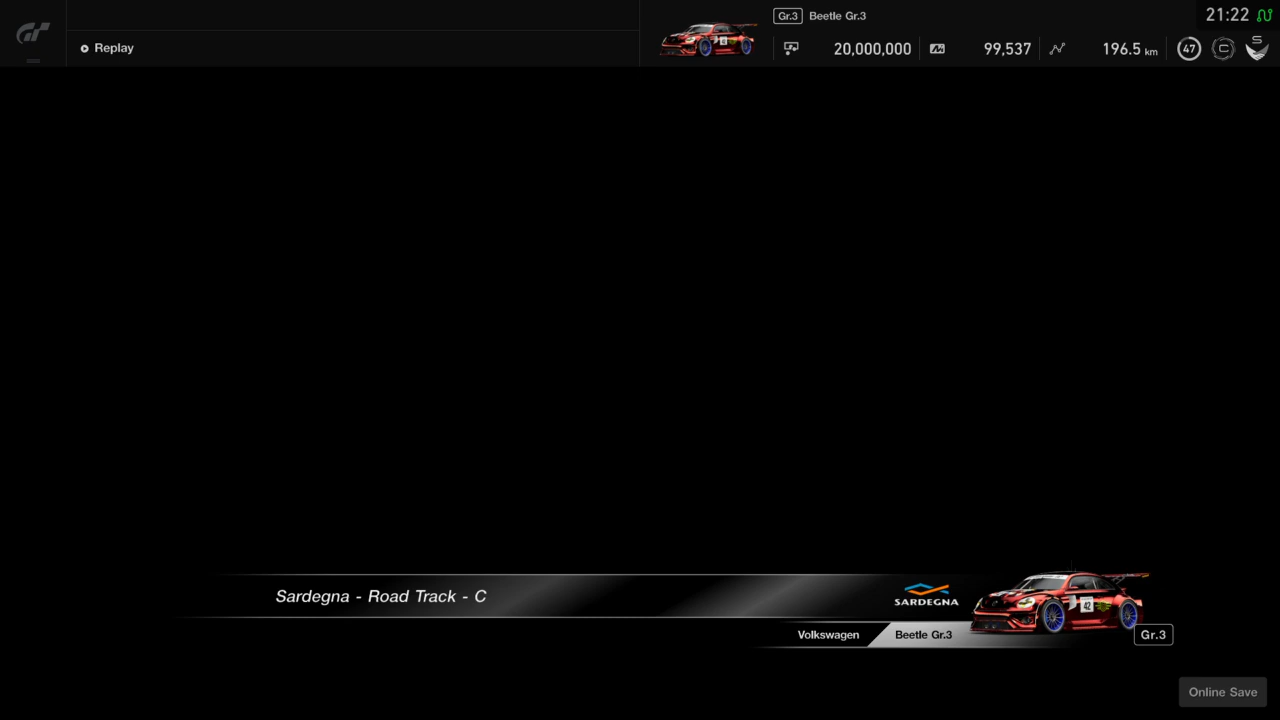 Replay
Gr.3 Beetle Gr.3
21:22
20,000,000
99,537
196.5 km
47
C
S
Sardegna - Road Track - C
SARDEGNA
42
Volkswagen
Beetle Gr.3
Gr.3
Online Save